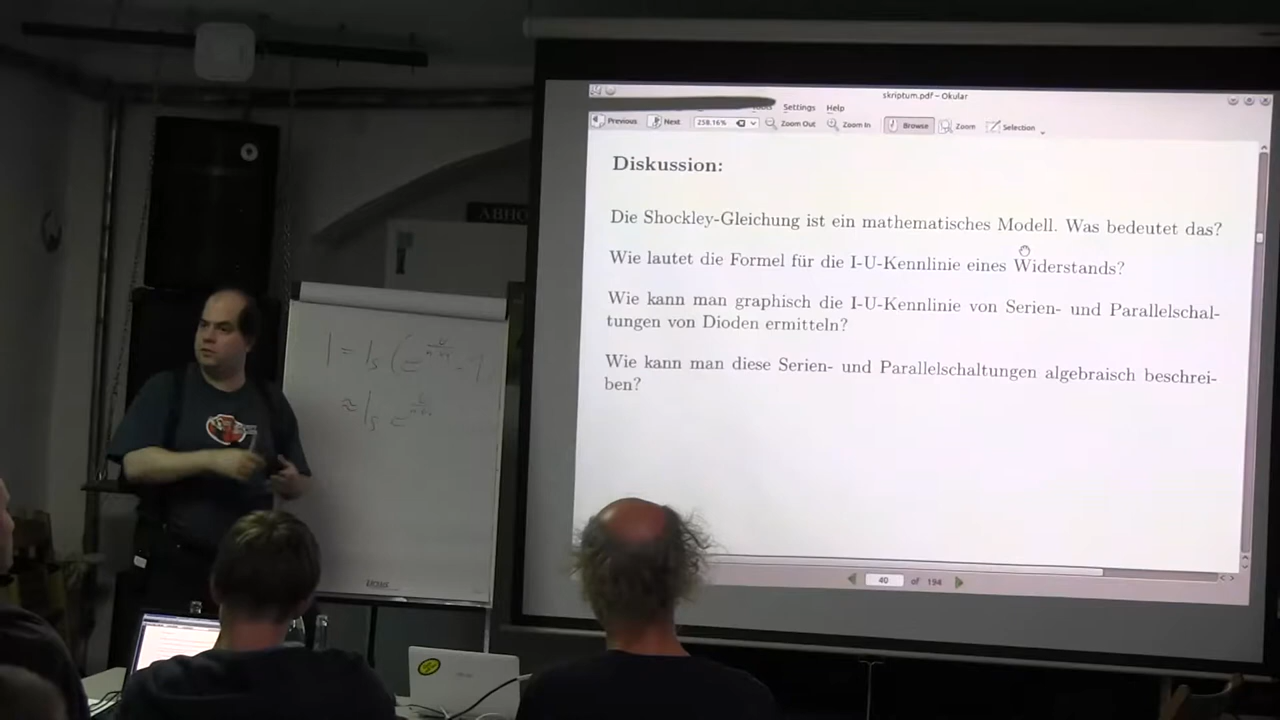 skriptum.pdf – Okular
Settings Help
Previous Next 258.16% Zoom Out Zoom In Browse Zoom Selection
Diskussion:
Die Shockley-Gleichung ist ein mathematisches Modell. Was bedeutet das?
Wie lautet die Formel für die I-U-Kennlinie eines Widerstands?
Wie kann man graphisch die I-U-Kennlinie von Serien- und Parallelschal-
tungen von Dioden ermitteln?
Wie kann man diese Serien- und Parallelschaltungen algebraisch beschrei-
ben?
40 of 194
ABHO